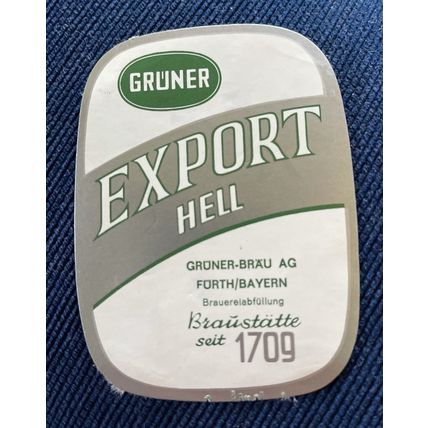 GRÜNER
EXPORT
HELL
GRÜNER-BRÄU AG
FÜRTH/BAYERN
Brauereiabfüllung
Braustätte
seit 1709